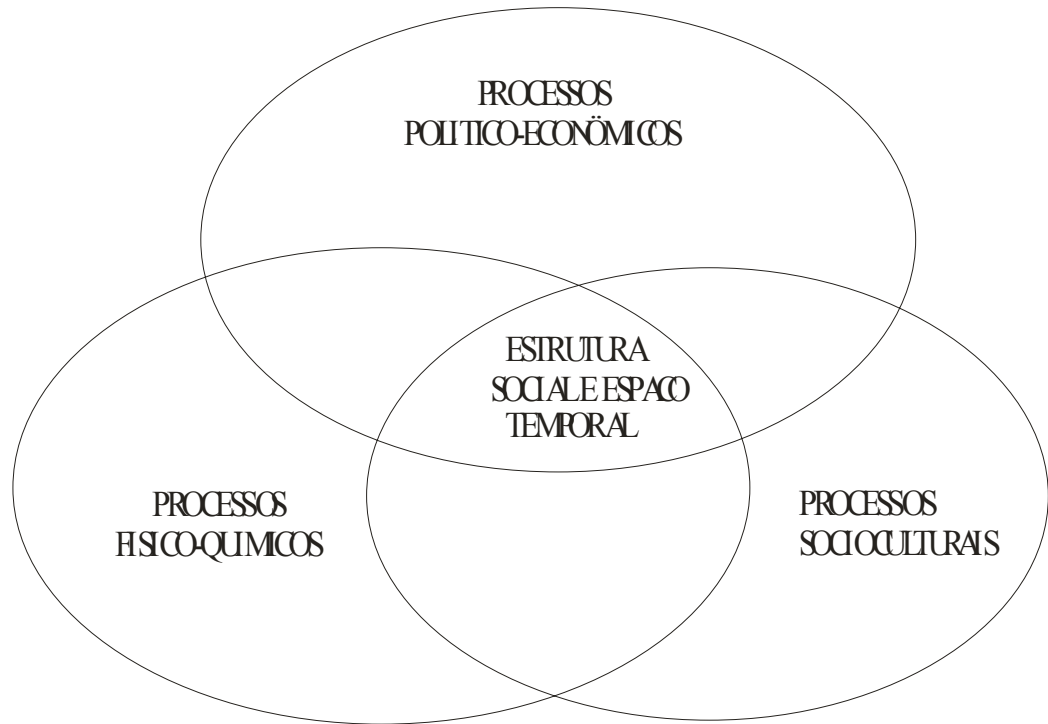 PROCESSOS
POLITICO-ECONÖMICOS
ESTRUTURA
SOCIAL E ESPAÇO
TEMPORAL
PROCESSOS
FISICO-QUIMICOS
PROCESSOS
SOCIOCULTURAIS